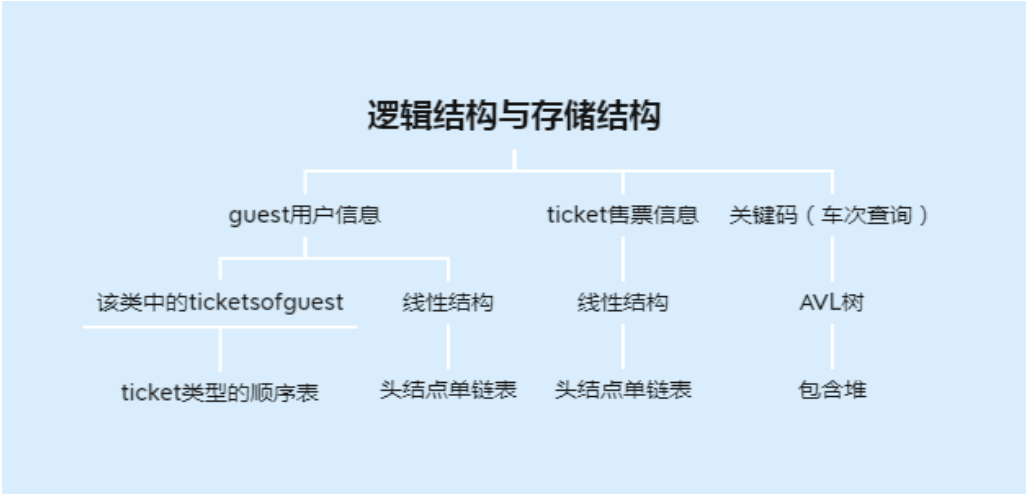 逻辑结构与存储结构
guest用户信息
ticket售票信息
关键码（车次查询）
该类中的ticketsofguest
线性结构
线性结构
AVL树
ticket类型的顺序表
头结点单链表
头结点单链表
包含堆